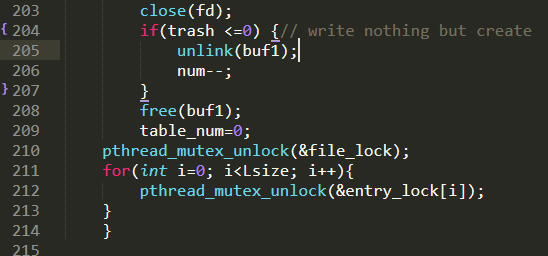 203 close(fd);
{ 204 if(trash <=0) {// write nothing but create
205 unlink(buf1);
206 num--;
} 207 }
208 free(buf1);
209 table_num=0;
210 pthread_mutex_unlock(&file_lock);
211 for(int i=0; i<Lsize; i++){
212 pthread_mutex_unlock(&entry_lock[i]);
213 }
214 }
215